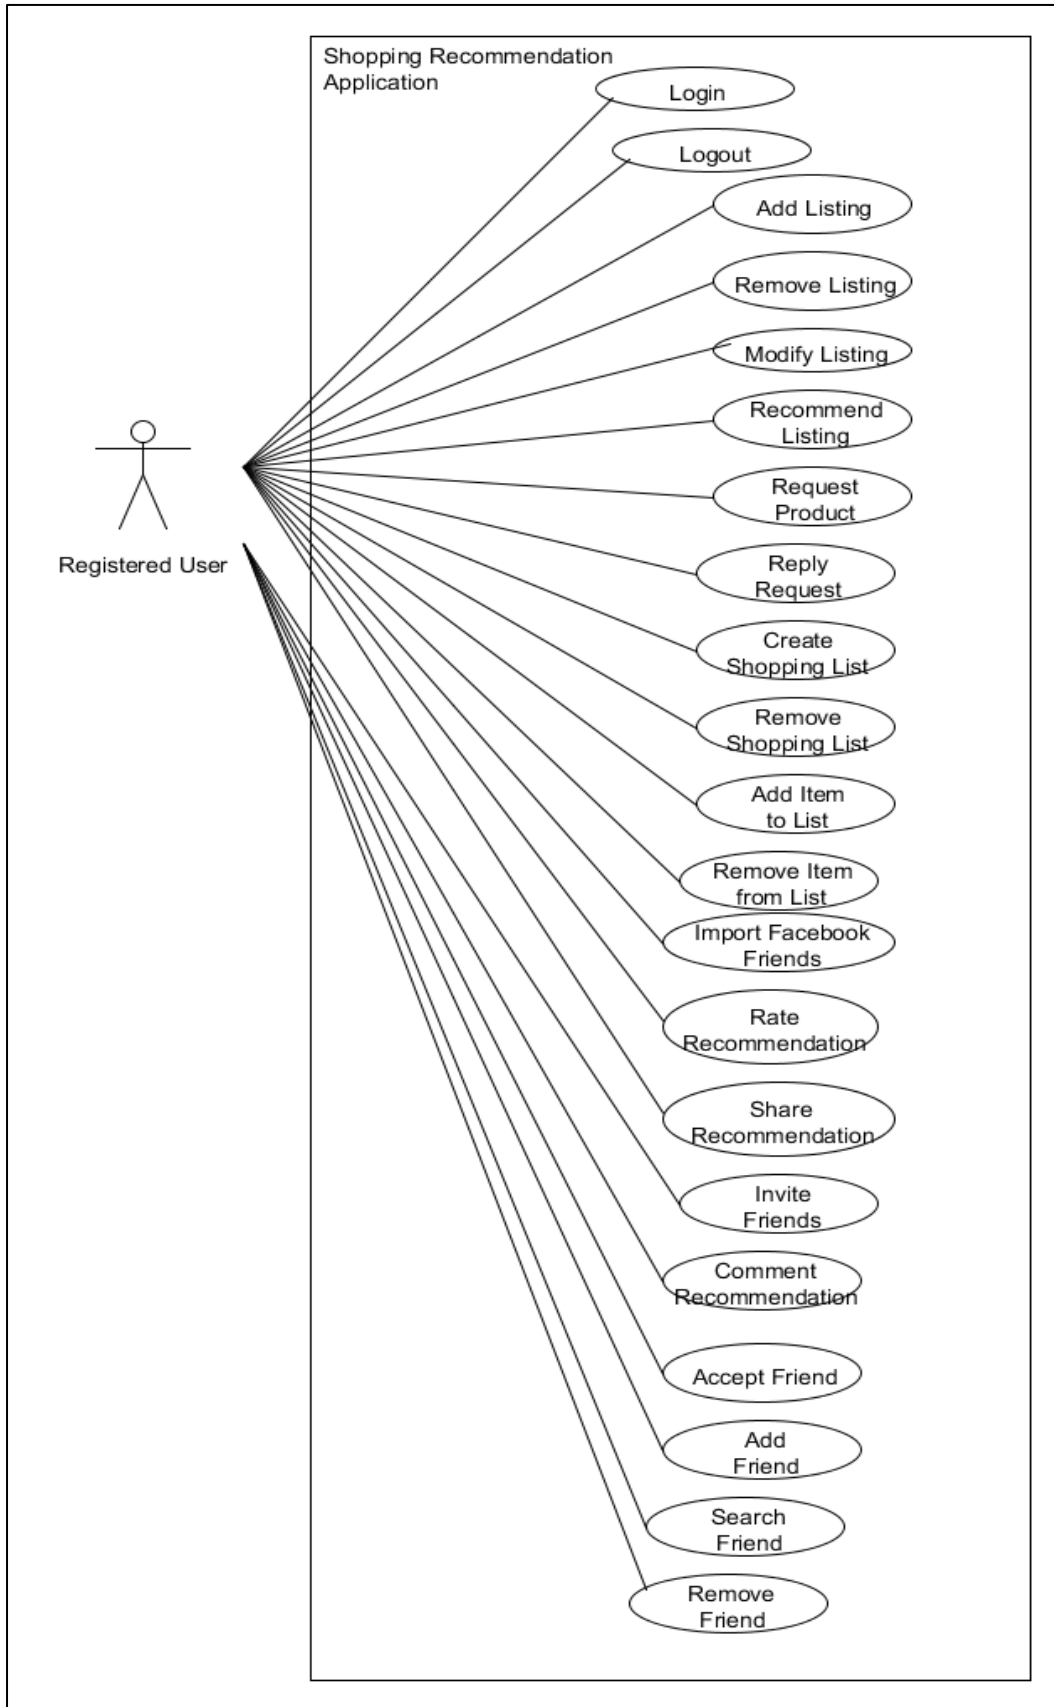 Shopping Recommendation
Application
Login
Logout
Add Listing
Remove Listing
Modify Listing
Recommend
Listing
Request
Product
Reply
Request
Registered User
Create
Shopping List
Remove
Shopping List
Add Item
to List
Remove Item
from List
Import Facebook
Friends
Rate
Recommendation
Share
Recommendation
Invite
Friends
Comment
Recommendation
Accept Friend
Add
Friend
Search
Friend
Remove
Friend